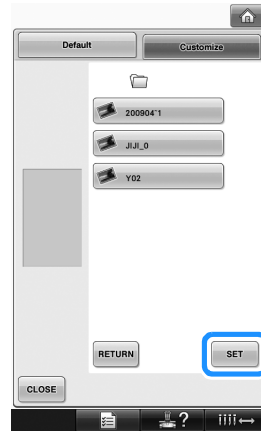 Default Customize
200904~1
JIJI_0
Y02
RETURN SET
CLOSE
?